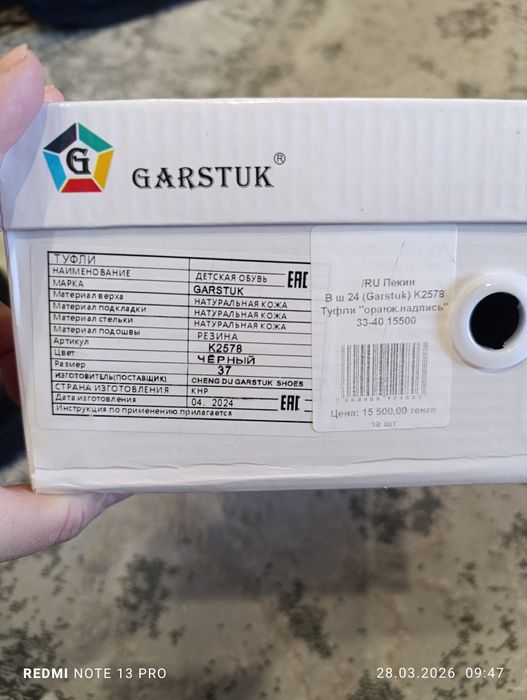 G
GARSTUK®
ТУФЛИ
НАИМЕНОВАНИЕ ДЕТСКАЯ ОБУВЬ EAC
МАРКА GARSTUK
Материал верха НАТУРАЛЬНАЯ КОЖА
Материал подкладки НАТУРАЛЬНАЯ КОЖА
Материал стельки НАТУРАЛЬНАЯ КОЖА
Материал подошвы РЕЗИНА
Артикул K2578
Цвет ЧЁРНЫЙ
Размер 37
ИЗГОТОВИТЕЛЬ(ПОСТАВЩИК) CHENG DU GARSTUK SHOES
СТРАНА ИЗГОТОВЛЕНИЯ КНР
Дата изготовления 04. 2024 EAC
Инструкция по применению прилагается
/RU Пекин
В ш 24 (Garstuk) K2578
Туфли "оранж.надпись"
33-40 15500
Цена: 15 500,00 тенге
за шт
REDMI NOTE 13 PRO
28.03.2026 09:47